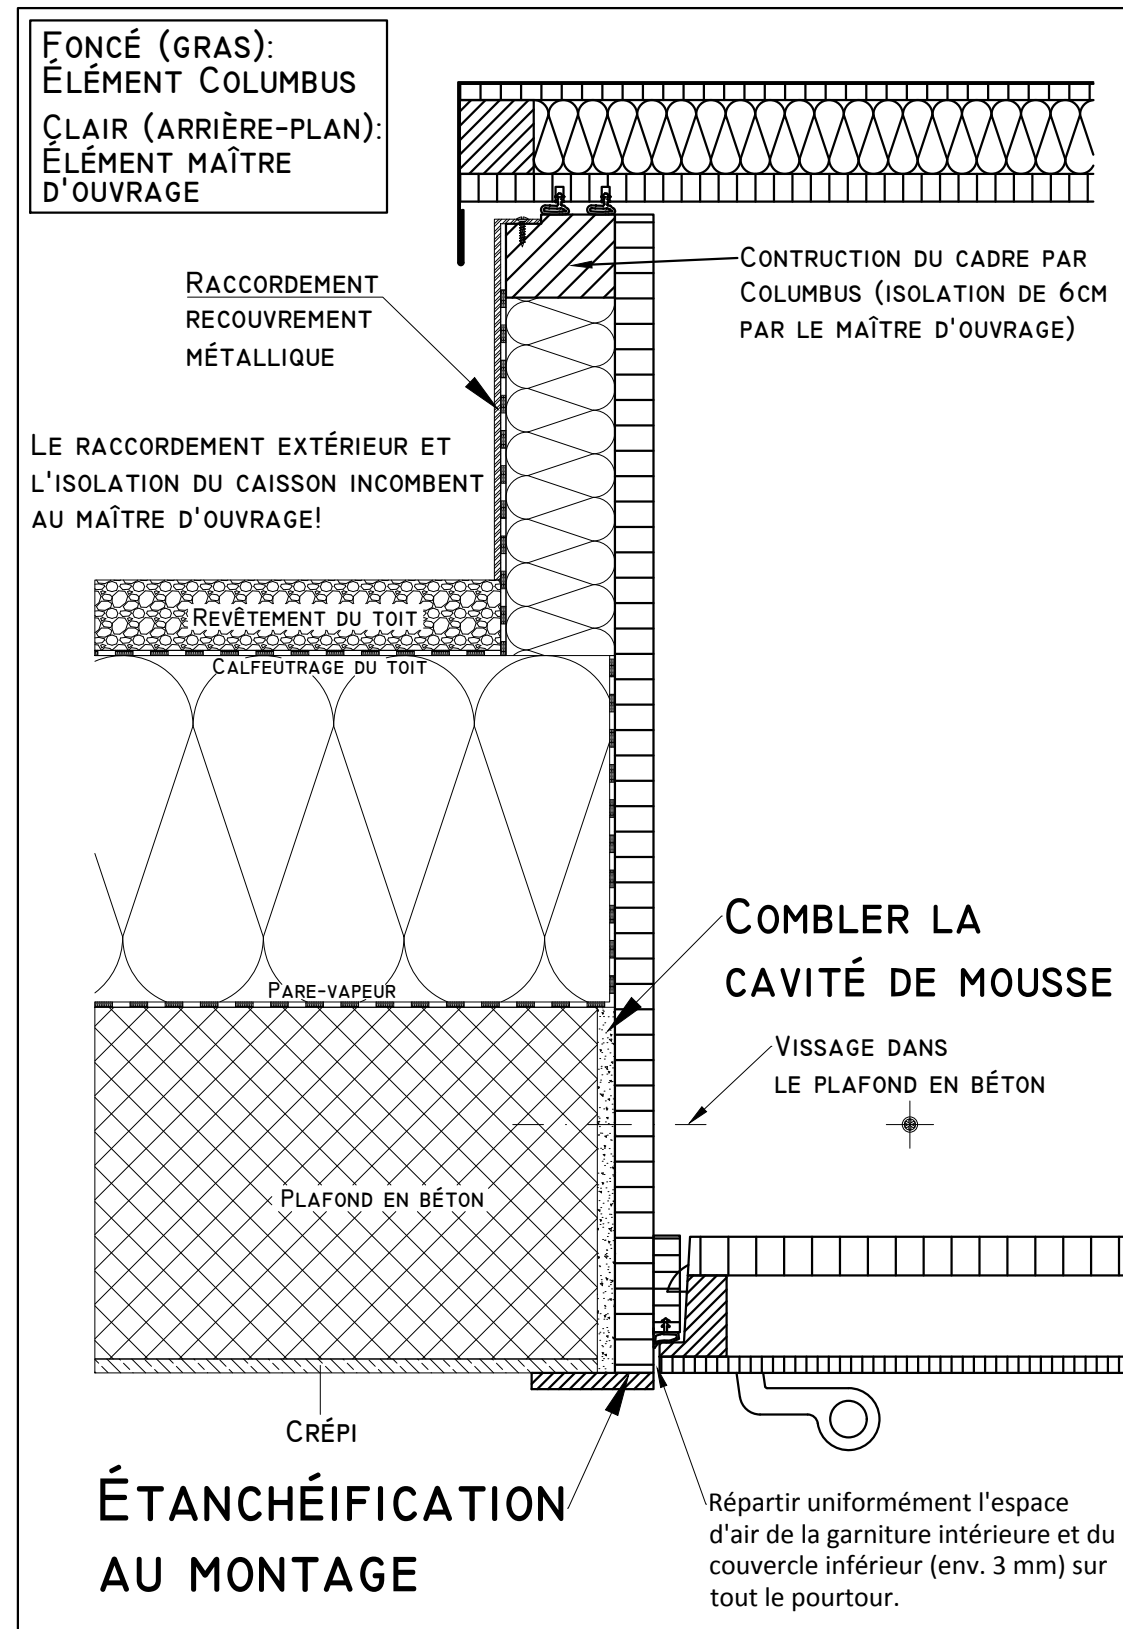 FONCÉ (GRAS):
ÉLÉMENT COLUMBUS
CLAIR (ARRIÈRE-PLAN):
ÉLÉMENT MAÎTRE
D'OUVRAGE
RACCORDEMENT
RECOUVREMENT
MÉTALLIQUE
CONTRUCTION DU CADRE PAR
COLUMBUS (ISOLATION DE 6CM
PAR LE MAÎTRE D'OUVRAGE)
LE RACCORDEMENT EXTÉRIEUR ET
L'ISOLATION DU CAISSON INCOMBENT
AU MAÎTRE D'OUVRAGE!
REVÊTEMENT DU TOIT
CALFEUTRAGE DU TOIT
COMBLER LA
CAVITÉ DE MOUSSE
PARE-VAPEUR
VISSAGE DANS
LE PLAFOND EN BÉTON
PLAFOND EN BÉTON
CRÉPI
ÉTANCHÉIFICATION
AU MONTAGE
Répartir uniformément l'espace
d'air de la garniture intérieure et du
couvercle inférieur (env. 3 mm) sur
tout le pourtour.